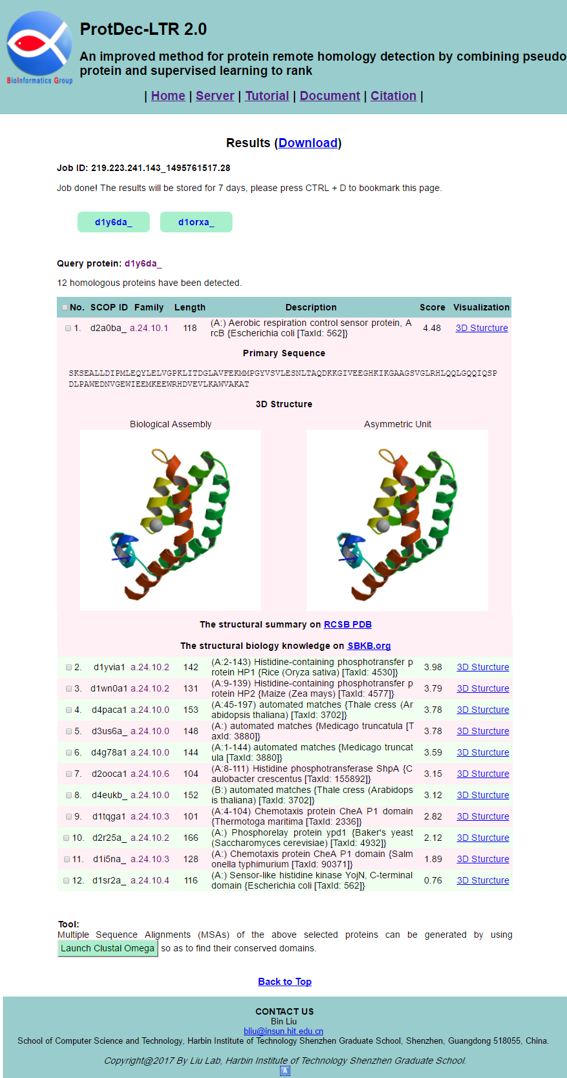 ProtDec-LTR 2.0
An improved method for protein remote homology detection by combining pseudo
protein and supervised learning to rank
BioInformatics Group
| Home | Server | Tutorial | Document | Citation |
Results (Download)
Job ID: 219.223.241.143_1495761517.28
Job done! The results will be stored for 7 days, please press CTRL + D to bookmark this page.
d1y6da_ d1orxa_
Query protein: d1y6da_
12 homologous proteins have been detected.
No. SCOP ID Family Length Description Score Visualization
1. d2a0ba_ a.24.10.1 118 (A:) Aerobic respiration control sensor protein, A 4.48 3D Sturcture
rcB {Escherichia coli [TaxId: 562]}
Primary Sequence
SKSEALLDIPMLEQYLELVGPKLITDGLAVFEKMMPGYVSVLESNLTAQDKKGIVEEGHKIKGAAGSVGLRHLQQLGQQIQSP
DLPAWEDNVGEWIEEMKEEWRHDVEVLKAWVAKAT
3D Structure
Biological Assembly Asymmetric Unit
The structural summary on RCSB PDB
The structural biology knowledge on SBKB.org
2. d1yvia1 a.24.10.2 142 (A:2-143) Histidine-containing phosphotransfer p 3.98 3D Sturcture
rotein HP1 {Rice (Oryza sativa) [TaxId: 4530]}
3. d1wn0a1 a.24.10.2 131 (A:9-139) Histidine-containing phosphotransfer p 3.79 3D Sturcture
rotein HP2 {Maize (Zea mays) [TaxId: 4577]}
4. d4paca1 a.24.10.0 153 (A:45-197) automated matches {Thale cress (Ar 3.78 3D Sturcture
abidopsis thaliana) [TaxId: 3702]}
5. d3us6a_ a.24.10.0 148 (A:) automated matches {Medicago truncatula [T 3.78 3D Sturcture
axId: 3880]}
6. d4g78a1 a.24.10.0 144 (A:1-144) automated matches {Medicago truncat 3.59 3D Sturcture
ula [TaxId: 3880]}
7. d2ooca1 a.24.10.6 104 (A:8-111) Histidine phosphotransferase ShpA {C 3.15 3D Sturcture
aulobacter crescentus [TaxId: 155892]}
8. d4eukb_ a.24.10.0 152 (B:) automated matches {Thale cress (Arabidops 3.12 3D Sturcture
is thaliana) [TaxId: 3702]}
9. d1tqga1 a.24.10.3 101 (A:4-104) Chemotaxis protein CheA P1 domain 2.82 3D Sturcture
{Thermotoga maritima [TaxId: 2336]}
10. d2r25a_ a.24.10.2 166 (A:) Phosphorelay protein ypd1 {Baker's yeast 2.12 3D Sturcture
(Saccharomyces cerevisiae) [TaxId: 4932]}
11. d1i5na_ a.24.10.3 128 (A:) Chemotaxis protein CheA P1 domain {Salm 1.89 3D Sturcture
onella typhimurium [TaxId: 90371]}
12. d1sr2a_ a.24.10.4 116 (A:) Sensor-like histidine kinase YojN, C-terminal 0.76 3D Sturcture
domain {Escherichia coli [TaxId: 562]}
Tool:
Multiple Sequence Alignments (MSAs) of the above selected proteins can be generated by using
Launch Clustal Omega so as to find their conserved domains.
Back to Top
CONTACT US
Bin Liu
bliu@insun.hit.edu.cn
School of Computer Science and Technology, Harbin Institute of Technology Shenzhen Graduate School, Shenzhen, Guangdong 518055, China.
Copyright@2017 By Liu Lab, Harbin Institute of Technology Shenzhen Graduate School.